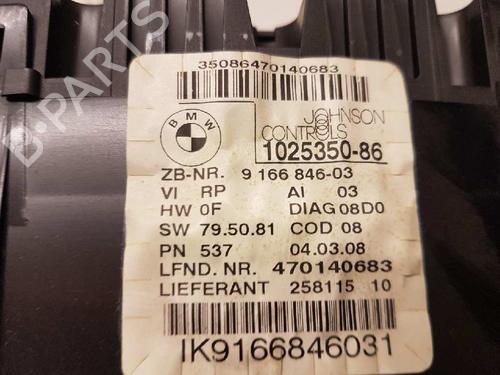 35086470140683
BMW
JOHNSON
CONTROLS
1025350-86
ZB-NR. 9 166 846-03
VI RP AI 03
HW 0F DIAG 08D0
SW 79.50.81 COD 08
PN 537 04.03.08
LFND. NR. 470140683
LIEFERANT 258115 10
IK9166846031
B-PARTS